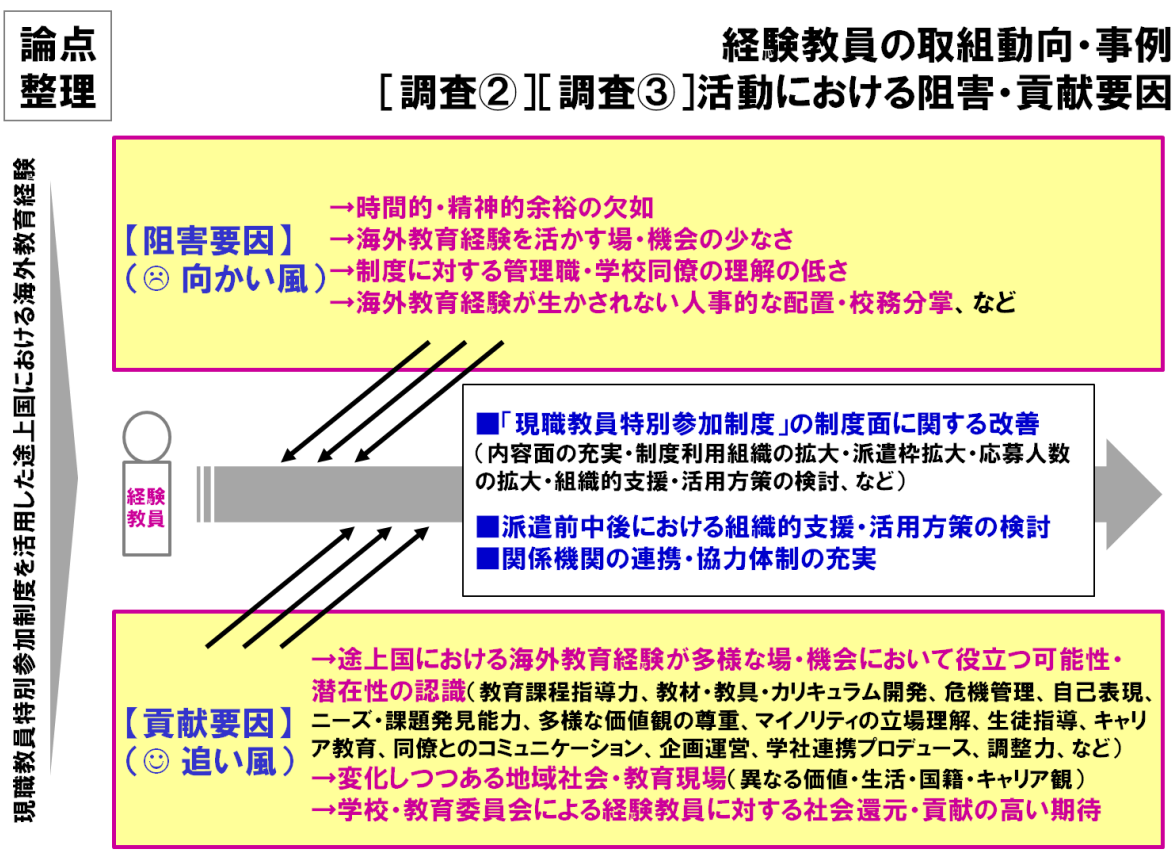 論点
整理
経験教員の取組動向・事例
[調査②][調査③]活動における阻害・貢献要因
現職教員特別参加制度を活用した途上国における海外教育経験
【阻害要因】
(☹ 向かい風)
→時間的・精神的余裕の欠如
→海外教育経験を活かす場・機会の少なさ
→制度に対する管理職・学校同僚の理解の低さ
→海外教育経験が生かされない人事的な配置・校務分掌、など
経験
教員
■「現職教員特別参加制度」の制度面に関する改善
(内容面の充実・制度利用組織の拡大・派遣枠拡大・応募人数
の拡大・組織的支援・活用方策の検討、など)
■派遣前中後における組織的支援・活用方策の検討
■関係機関の連携・協力体制の充実
【貢献要因】
(☺ 追い風)
→途上国における海外教育経験が多様な場・機会において役立つ可能性・
潜在性の認識(教育課程指導力、教材・教具・カリキュラム開発、危機管理、自己表現、
ニーズ・課題発見能力、多様な価値観の尊重、マイノリティの立場理解、生徒指導、キャリ
ア教育、同僚とのコミュニケーション、企画運営、学社連携プロデュース、調整力、など)
→変化しつつある地域社会・教育現場(異なる価値・生活・国籍・キャリア観)
→学校・教育委員会による経験教員に対する社会還元・貢献の高い期待